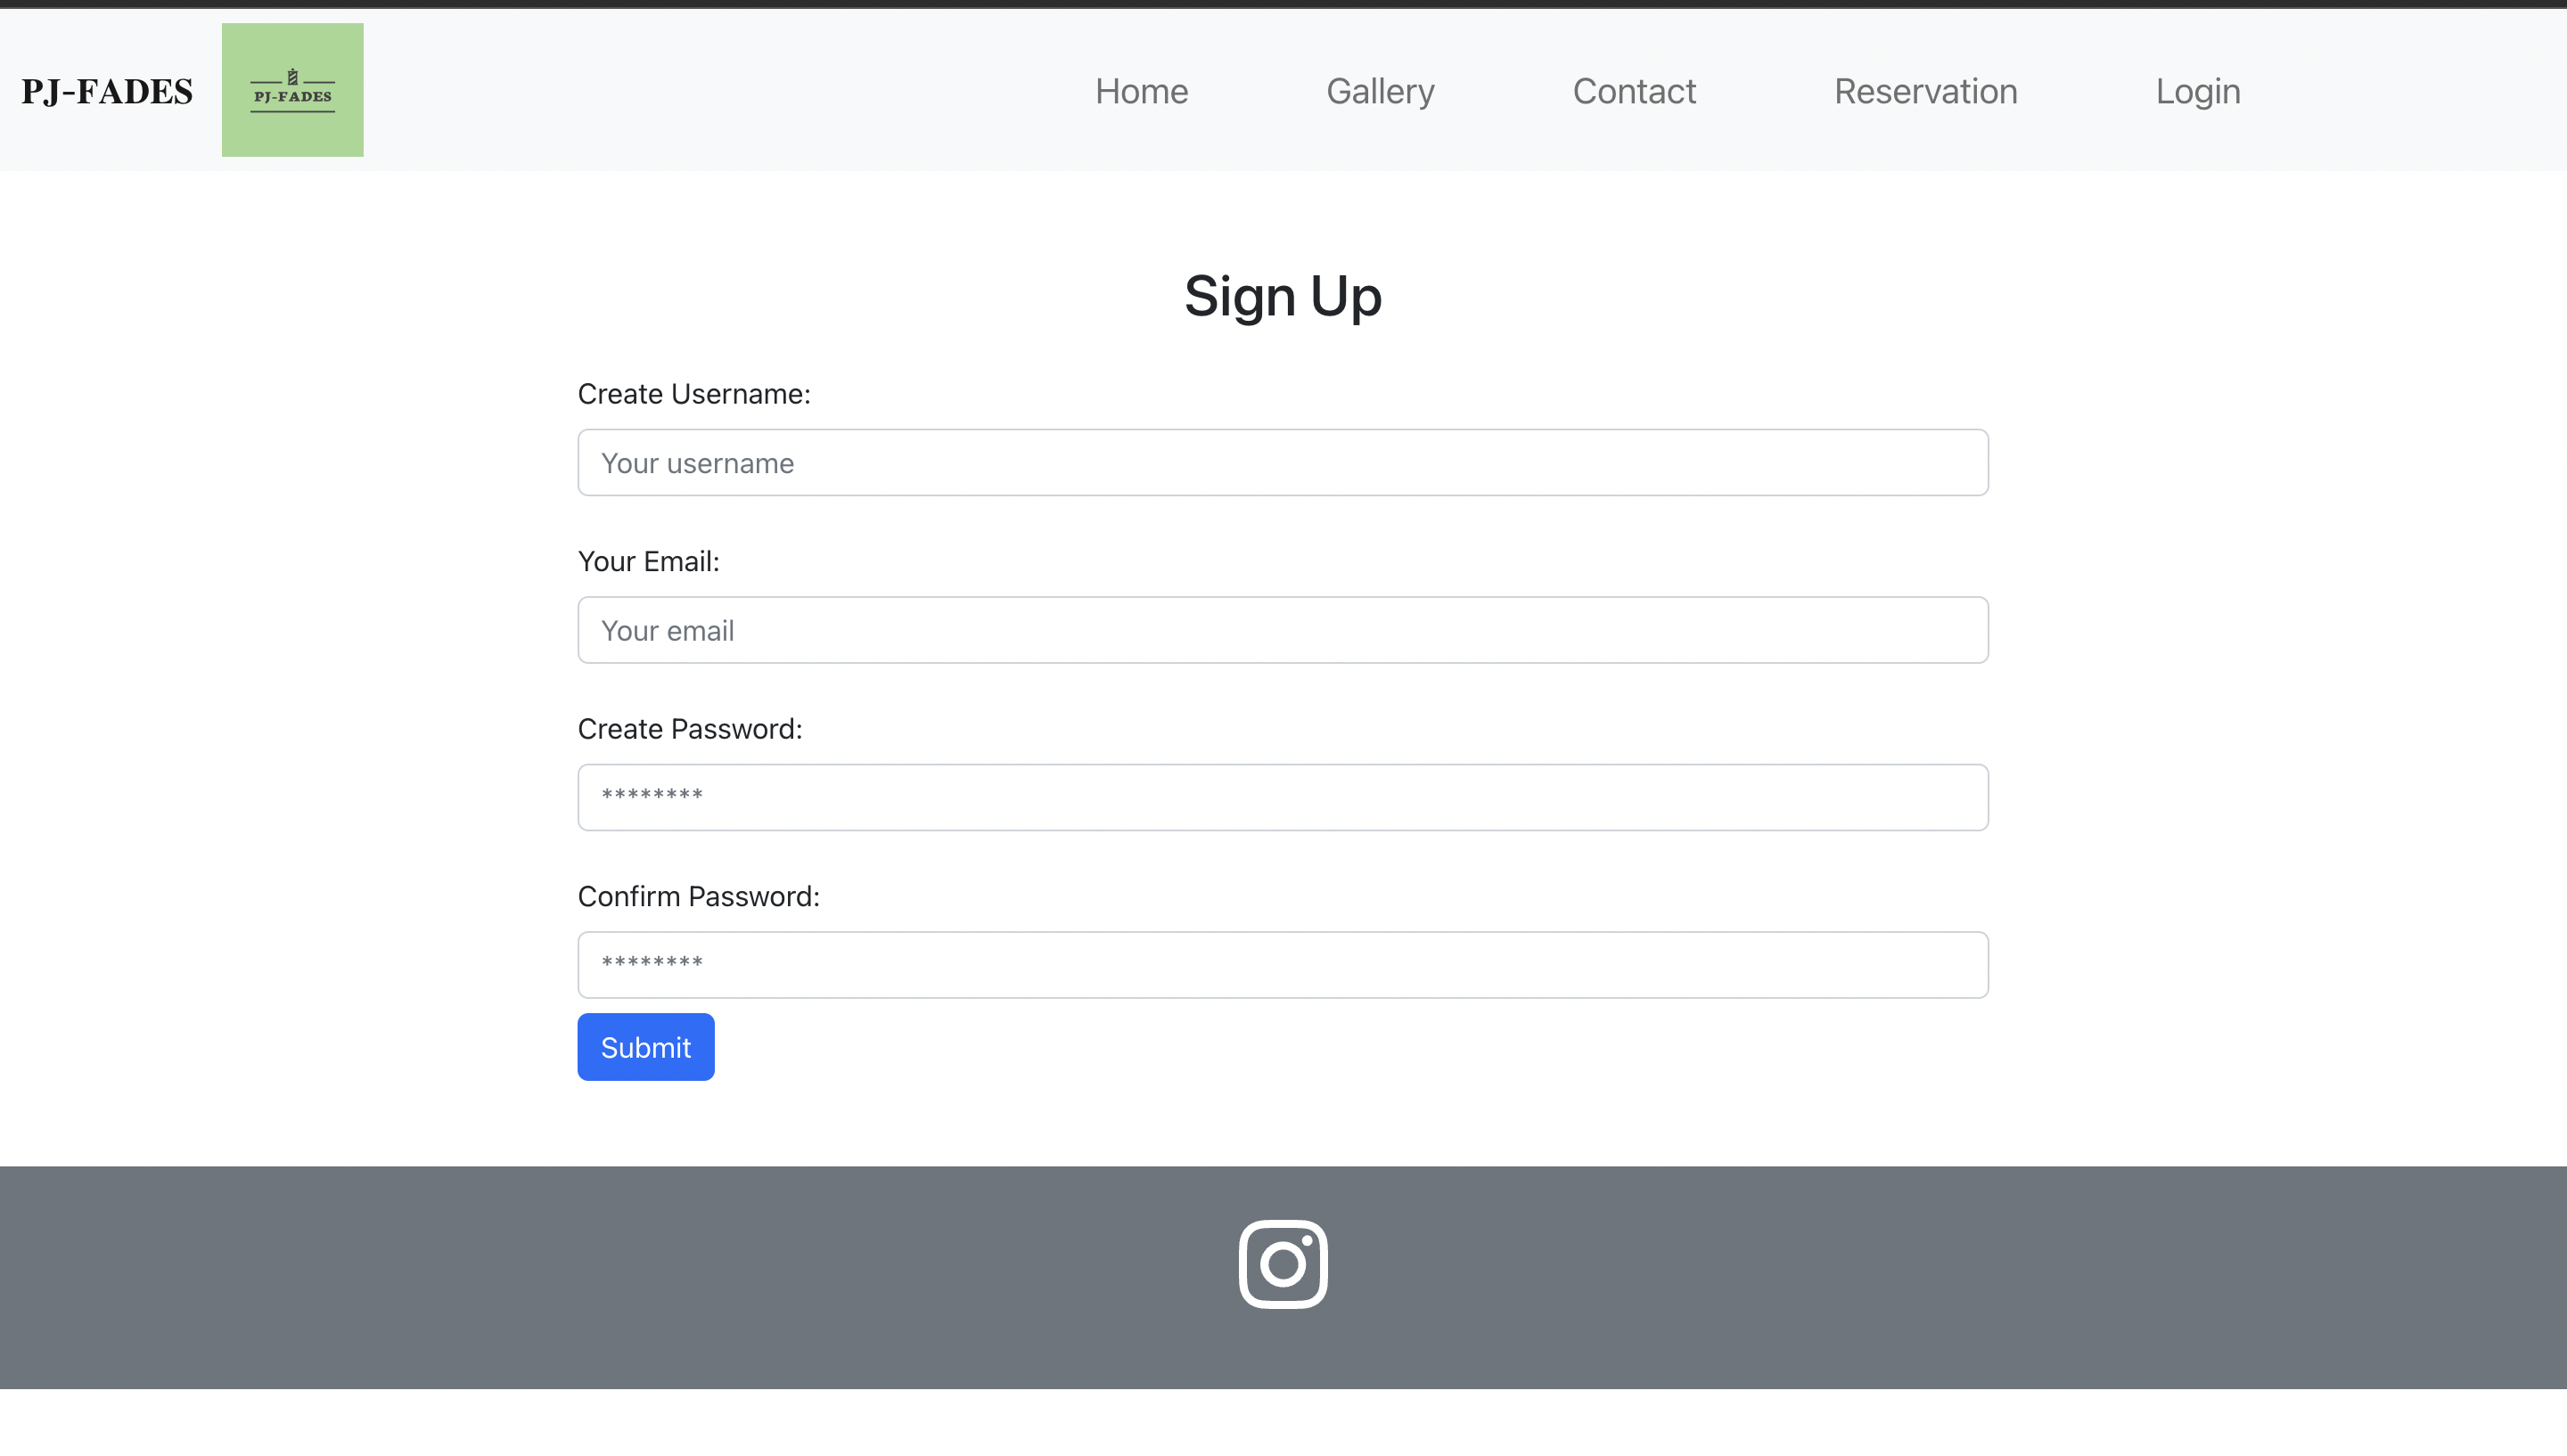 PJ-FADES
PJ-FADES
Home Gallery Contact Reservation Login
Sign Up
Create Username:
Your username
Your Email:
Your email
Create Password:
********
Confirm Password:
********
Submit